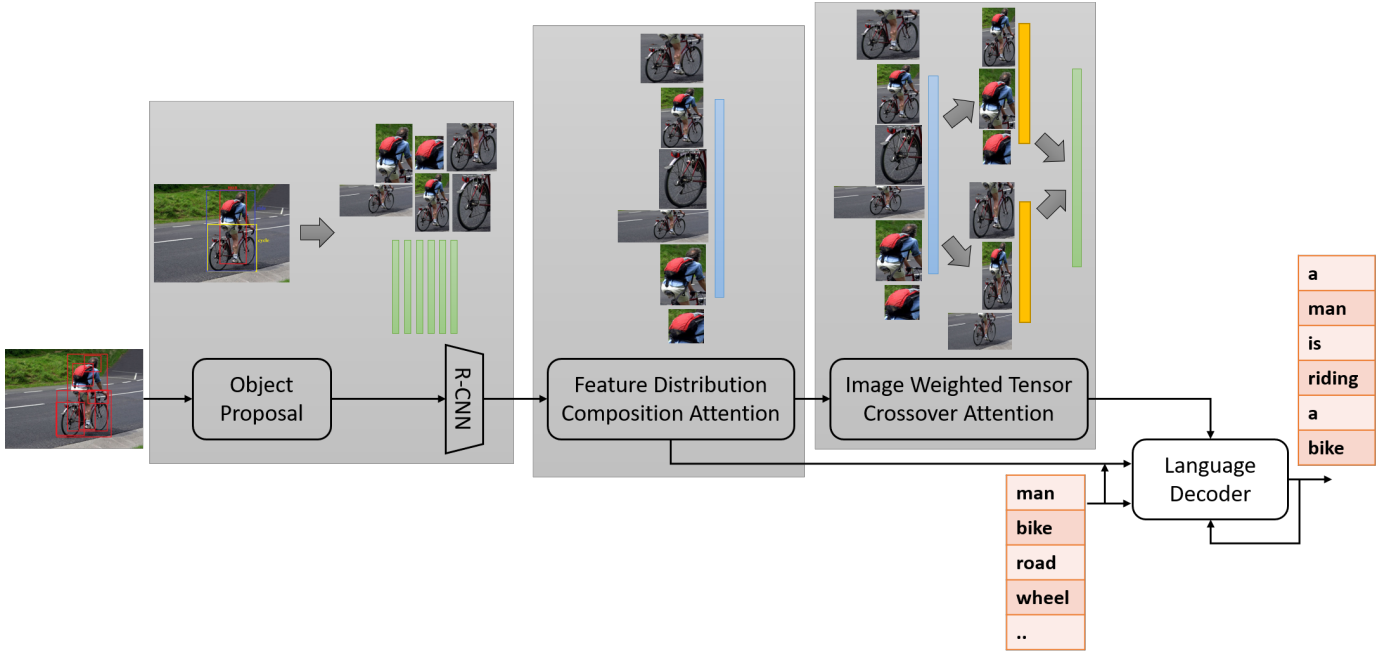 cycle
Object
Proposal
R-CNN
Feature Distribution
Composition Attention
Image Weighted Tensor
Crossover Attention
Language
Decoder
man
bike
road
wheel
..
a
man
is
riding
a
bike